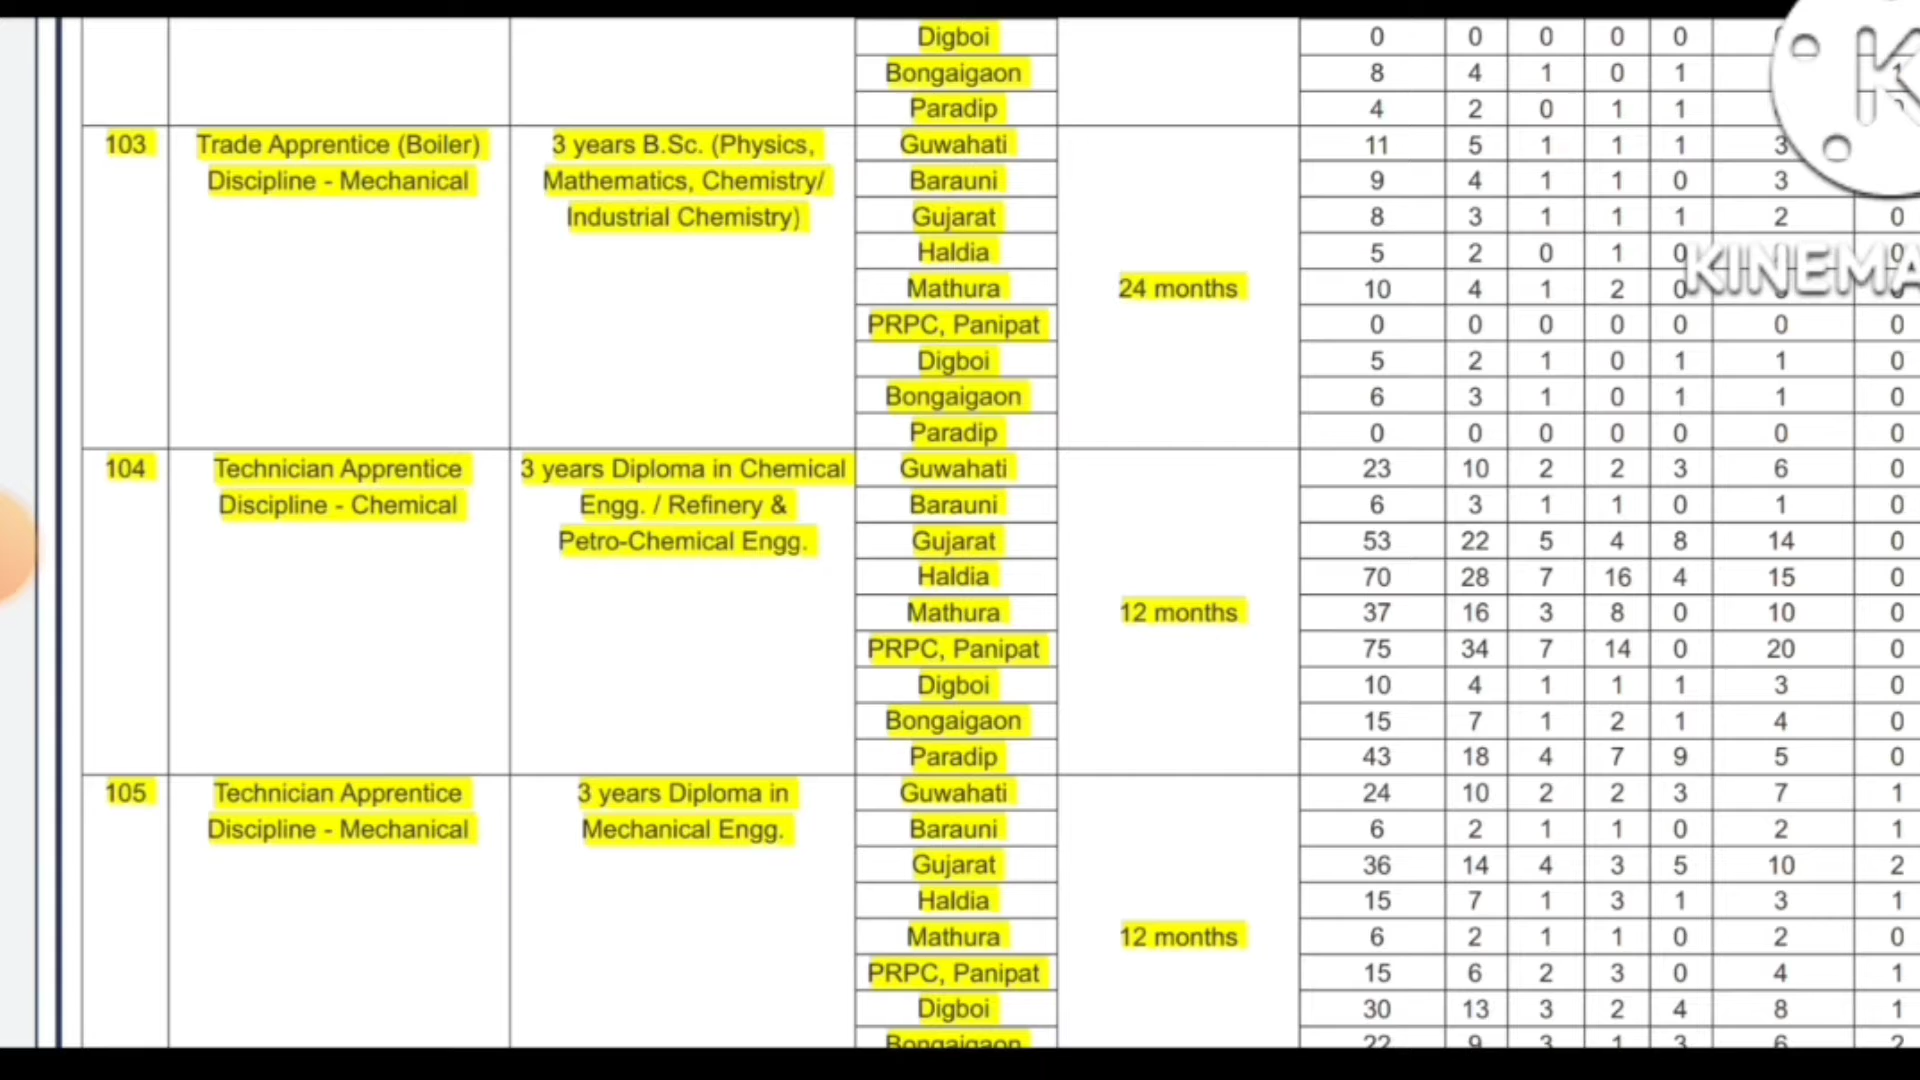 Digboi 0 0 0 0 0
Bongaigaon 8 4 1 0 1
Paradip 4 2 0 1 1
103 Trade Apprentice (Boiler) 3 years B.Sc. (Physics, Guwahati 11 5 1 1 1 3
Discipline - Mechanical Mathematics, Chemistry/ Barauni 9 4 1 1 0 3
Industrial Chemistry) Gujarat 8 3 1 1 1 2 0
Haldia 5 2 0 1 0 0
Mathura 24 months 10 4 1 2 0
PRPC, Panipat 0 0 0 0 0 0 0
Digboi 5 2 1 0 1 1 0
Bongaigaon 6 3 1 0 1 1 0
Paradip 0 0 0 0 0 0 0
104 Technician Apprentice 3 years Diploma in Chemical Guwahati 23 10 2 2 3 6 0
Discipline - Chemical Engg. / Refinery & Barauni 6 3 1 1 0 1 0
Petro-Chemical Engg. Gujarat 53 22 5 4 8 14 0
Haldia 70 28 7 16 4 15 0
Mathura 12 months 37 16 3 8 0 10 0
PRPC, Panipat 75 34 7 14 0 20 0
Digboi 10 4 1 1 1 3 0
Bongaigaon 15 7 1 2 1 4 0
Paradip 43 18 4 7 9 5 0
105 Technician Apprentice 3 years Diploma in Guwahati 24 10 2 2 3 7 1
Discipline - Mechanical Mechanical Engg. Barauni 6 2 1 1 0 2 1
Gujarat 36 14 4 3 5 10 2
Haldia 15 7 1 3 1 3 1
Mathura 12 months 6 2 1 1 0 2 0
PRPC, Panipat 15 6 2 3 0 4 1
Digboi 30 13 3 2 4 8 1
Bongaigaon 22 9 3 1 3 6 2
K
KINEMA